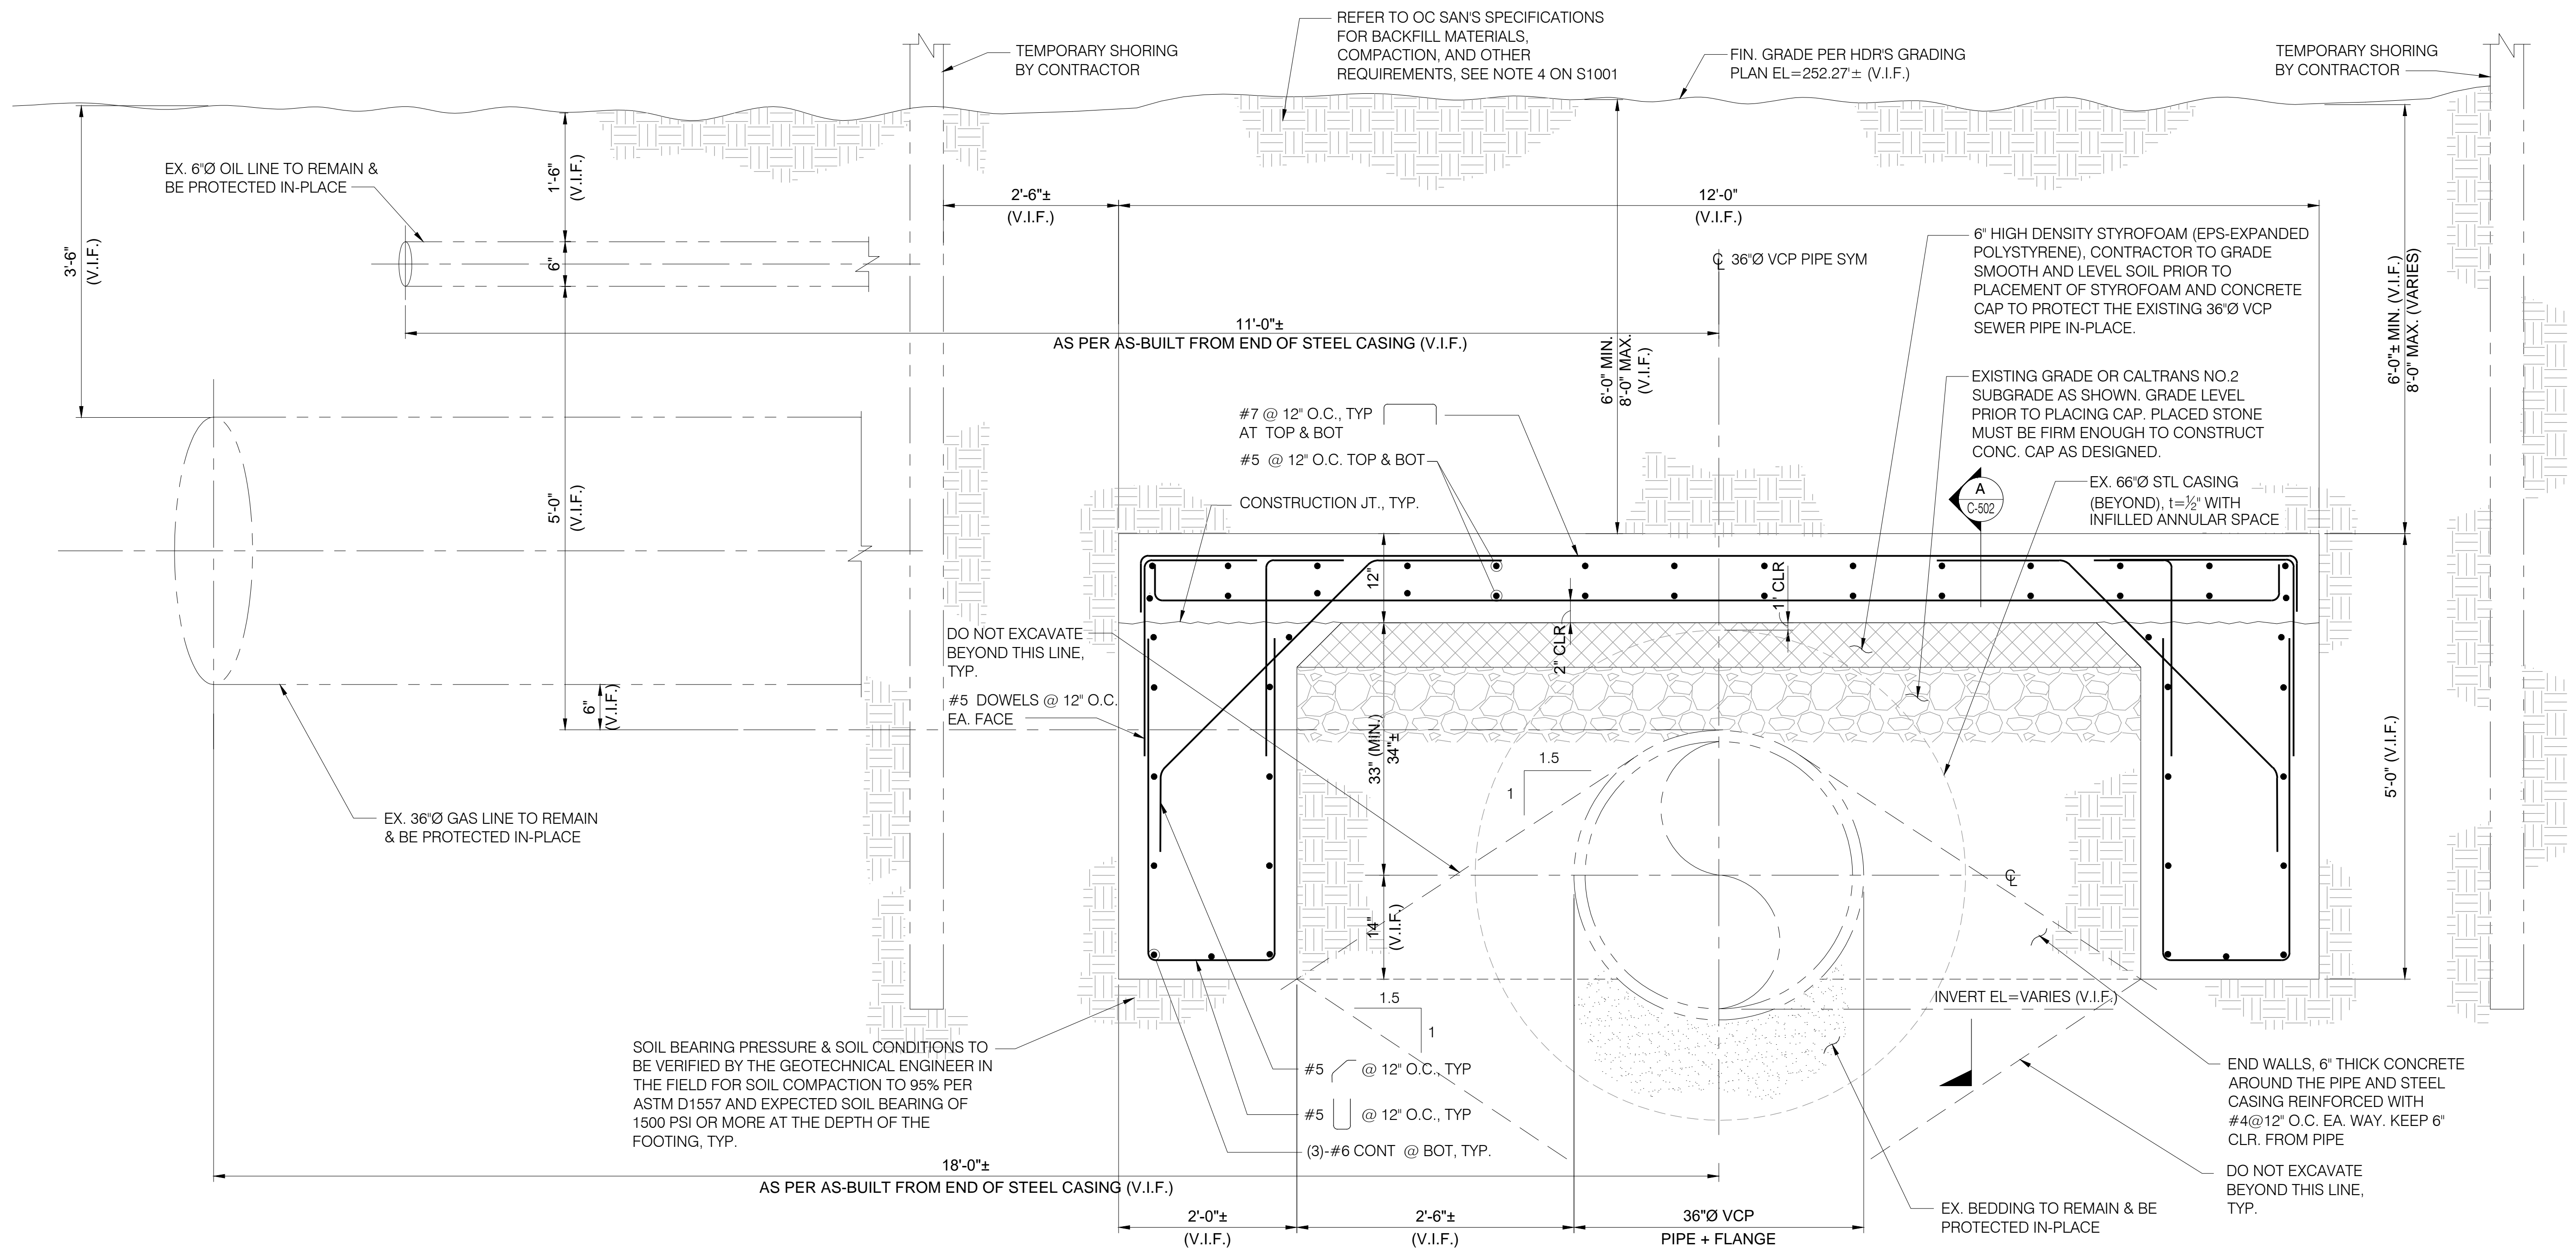 REFER TO OC SAN'S SPECIFICATIONS
FOR BACKFILL MATERIALS,
COMPACTION, AND OTHER
REQUIREMENTS, SEE NOTE 4 ON S1001
TEMPORARY SHORING
BY CONTRACTOR
FIN. GRADE PER HDR'S GRADING
PLAN EL=252.27'± (V.I.F.)
TEMPORARY SHORING
BY CONTRACTOR
EX. 6"Ø OIL LINE TO REMAIN &
BE PROTECTED IN-PLACE
1'-6"
(V.I.F.)
3'-6"
(V.I.F.)
6"
2'-6"±
(V.I.F.)
12'-0"
(V.I.F.)
℄ 36"Ø VCP PIPE SYM
6" HIGH DENSITY STYROFOAM (EPS-EXPANDED
POLYSTYRENE), CONTRACTOR TO GRADE
SMOOTH AND LEVEL SOIL PRIOR TO
PLACEMENT OF STYROFOAM AND CONCRETE
CAP TO PROTECT THE EXISTING 36"Ø VCP
SEWER PIPE IN-PLACE.
6'-0"± MIN. (V.I.F.)
8'-0" MAX. (VARIES)
11'-0"±
AS PER AS-BUILT FROM END OF STEEL CASING (V.I.F.)
6'-0" MIN.
8'-0" MAX.
(V.I.F.)
EXISTING GRADE OR CALTRANS NO.2
SUBGRADE AS SHOWN. GRADE LEVEL
PRIOR TO PLACING CAP. PLACED STONE
MUST BE FIRM ENOUGH TO CONSTRUCT
CONC. CAP AS DESIGNED.
#7 @ 12" O.C., TYP
AT TOP & BOT
#5 @ 12" O.C. TOP & BOT
CONSTRUCTION JT., TYP.
A
C-502
EX. 66"Ø STL CASING
(BEYOND), t=½" WITH
INFILLED ANNULAR SPACE
5'-0"
(V.I.F.)
12"
1' CLR
2" CLR
DO NOT EXCAVATE
BEYOND THIS LINE,
TYP.
#5 DOWELS @ 12" O.C.
EA. FACE
6"
(V.I.F.)
33" (MIN.)
34"±
1.5
1
5'-0" (V.I.F.)
EX. 36"Ø GAS LINE TO REMAIN
& BE PROTECTED IN-PLACE
℄
14"
(V.I.F.)
1.5
1
INVERT EL=VARIES (V.I.F.)
SOIL BEARING PRESSURE & SOIL CONDITIONS TO
BE VERIFIED BY THE GEOTECHNICAL ENGINEER IN
THE FIELD FOR SOIL COMPACTION TO 95% PER
ASTM D1557 AND EXPECTED SOIL BEARING OF
1500 PSI OR MORE AT THE DEPTH OF THE
FOOTING, TYP.
#5 @ 12" O.C., TYP
#5 @ 12" O.C., TYP
(3)-#6 CONT @ BOT, TYP.
END WALLS, 6" THICK CONCRETE
AROUND THE PIPE AND STEEL
CASING REINFORCED WITH
#4@12" O.C. EA. WAY. KEEP 6"
CLR. FROM PIPE
DO NOT EXCAVATE
BEYOND THIS LINE,
TYP.
18'-0"±
AS PER AS-BUILT FROM END OF STEEL CASING (V.I.F.)
EX. BEDDING TO REMAIN & BE
PROTECTED IN-PLACE
2'-0"±
(V.I.F.)
2'-6"±
(V.I.F.)
36"Ø VCP
PIPE + FLANGE